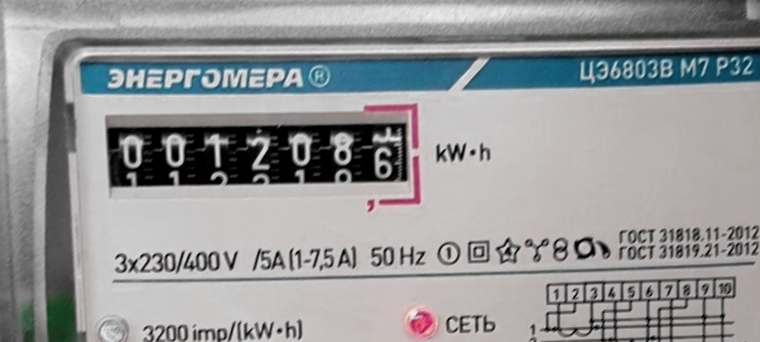 ЭНЕРГОМЕРА® ЦЭ6803В М7 Р32
0012086
kW•h
3x230/400 V /5A (1-7,5 A) 50 Hz
ГОСТ 31818.11-2012
ГОСТ 31819.21-2012
1 2 3 4 5 6 7 8 9 10
3200 imp/(kW•h) СЕТЬ
1